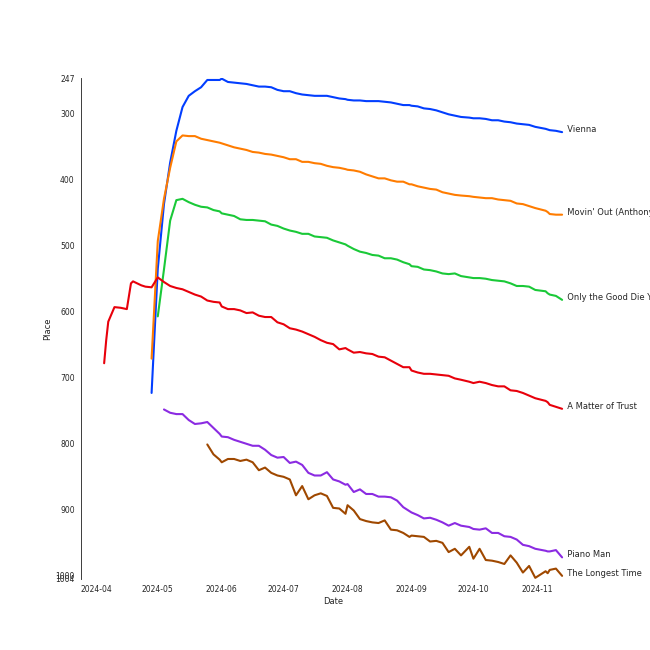 247
300
400
500
600
700
800
900
1000
1004
Place
2024-04
2024-05
2024-06
2024-07
2024-08
2024-09
2024-10
2024-11
Date
Vienna
Movin' Out (Anthony
Only the Good Die Y
A Matter of Trust
Piano Man
The Longest Time